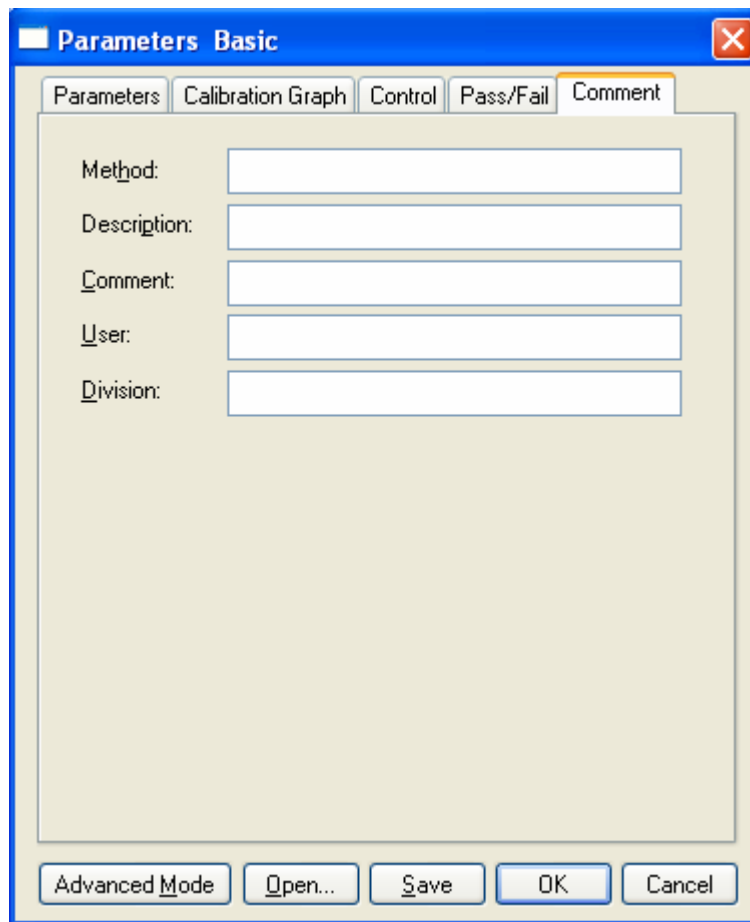 Parameters Basic
Parameters Calibration Graph Control Pass/Fail Comment
Method:
Description:
Comment:
User:
Division:
Advanced Mode Open... Save OK Cancel